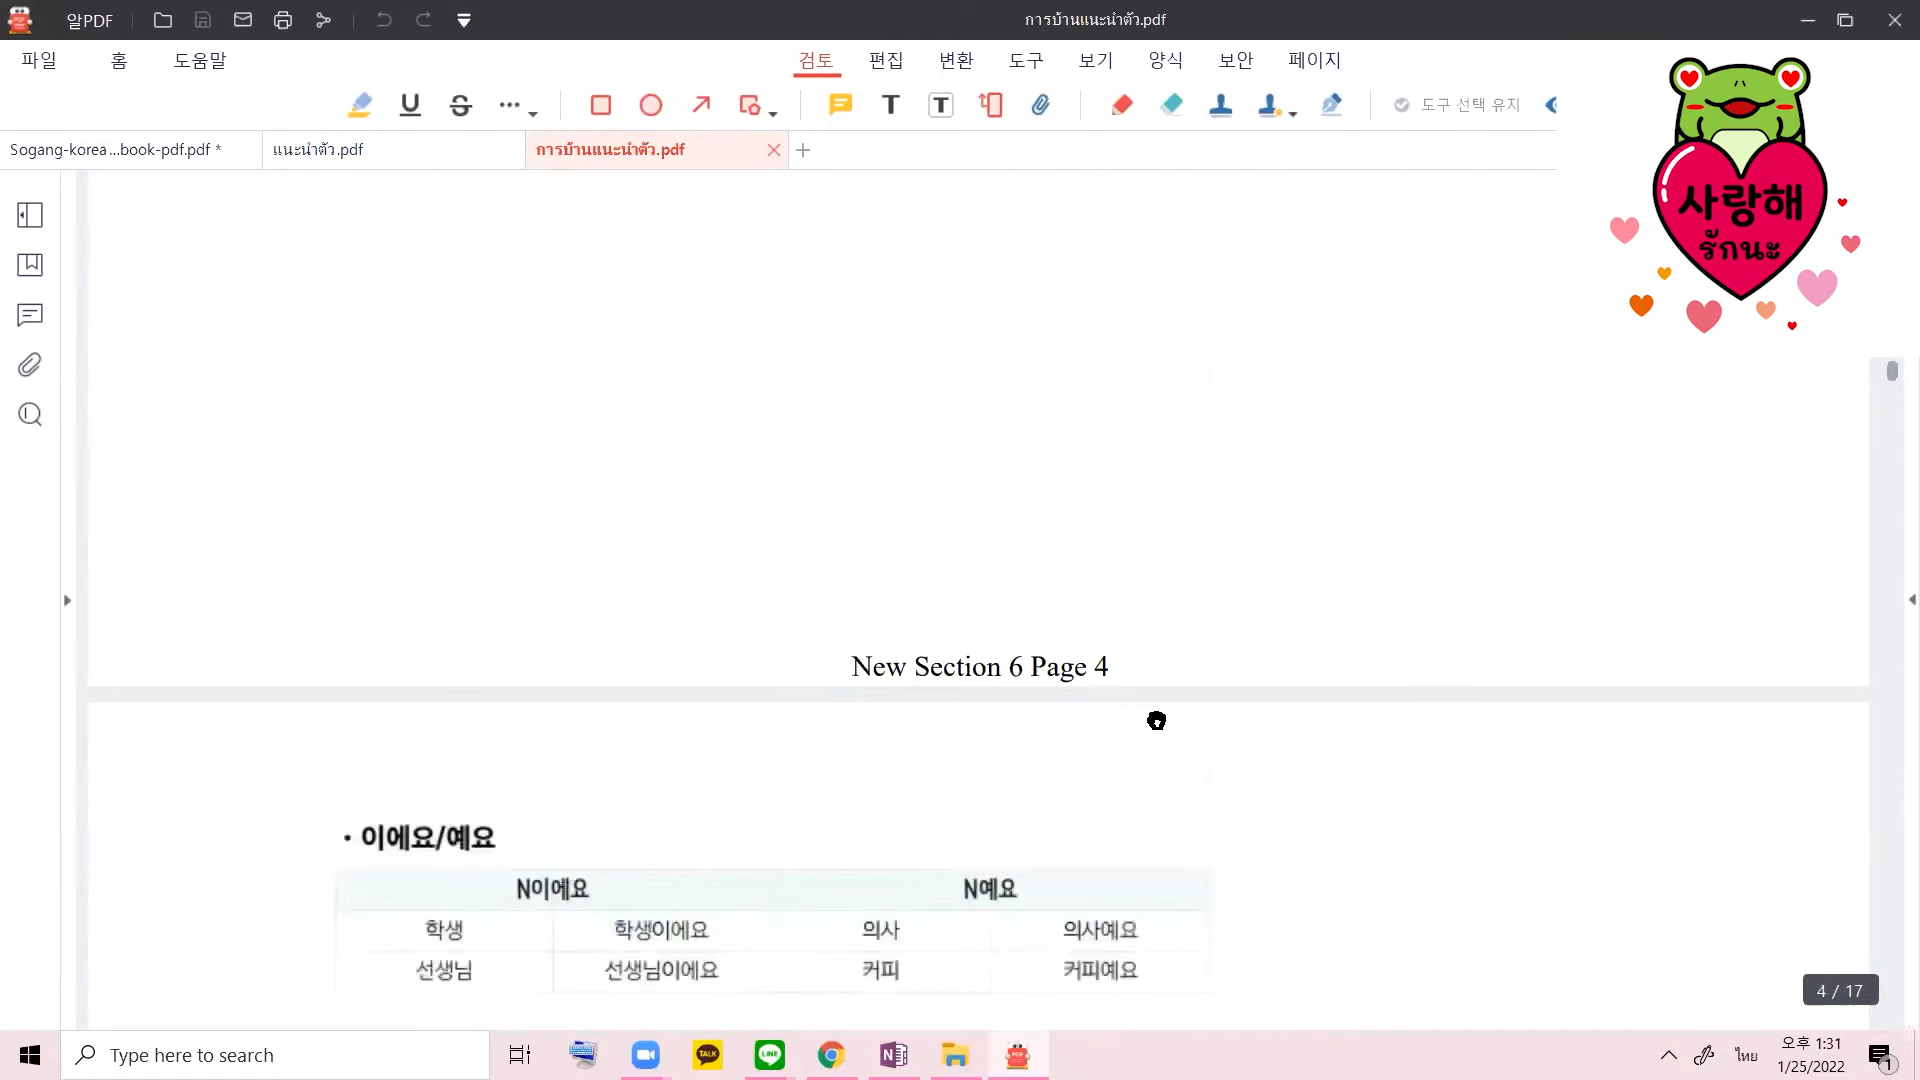 알PDF
การบ้านแนะนำตัว.pdf
파일 홈 도움말 검토 편집 변환 도구 보기 양식 보안 페이지
T T 도구 선택 유지
Sogang-korea...book-pdf.pdf * แนะนำตัว.pdf การบ้านแนะนำตัว.pdf
사랑해
รักนะ
New Section 6 Page 4
· 이에요/예요
N이에요 N예요
학생 학생이에요 의사 의사예요
선생님 선생님이에요 커피 커피예요
4 / 17
Type here to search
TALK LINE N PDF
ไทย
오후 1:31
1/25/2022
1